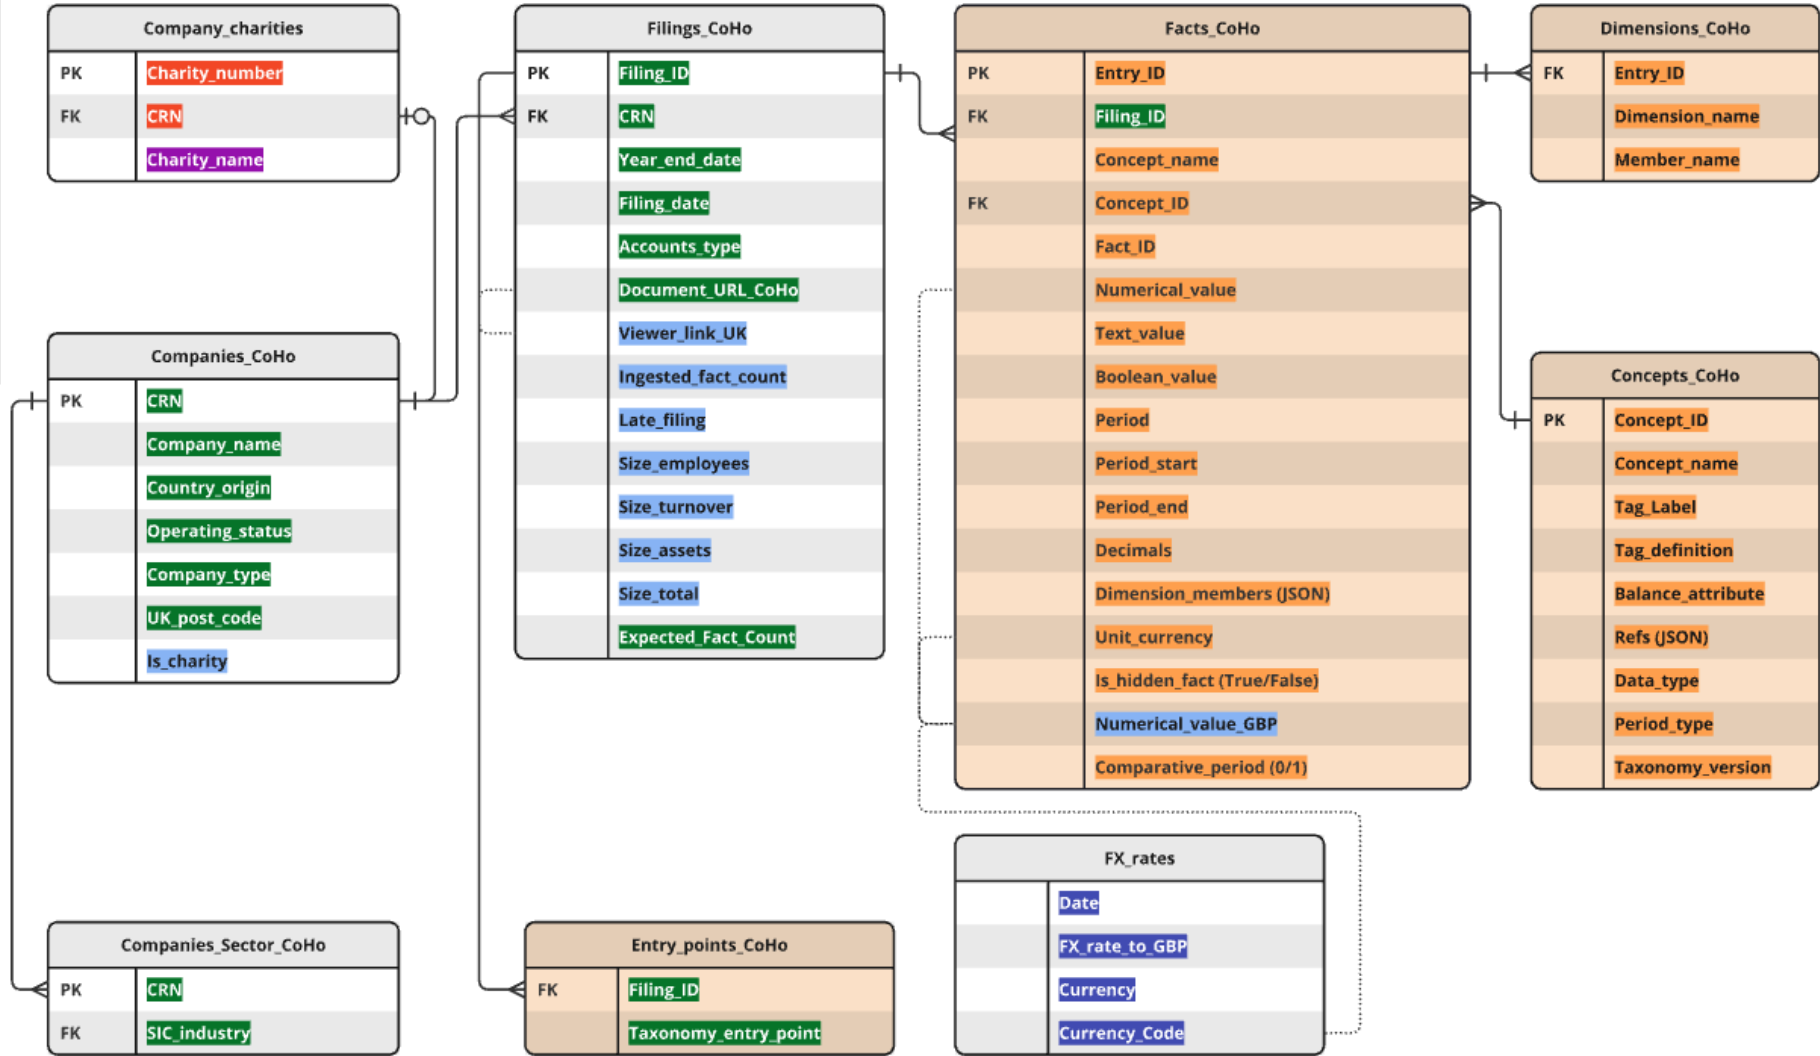 Company_charities
PK Charity_number
FK CRN
Charity_name
Companies_CoHo
PK CRN
Company_name
Country_origin
Operating_status
Company_type
UK_post_code
Is_charity
Companies_Sector_CoHo
PK CRN
FK SIC_industry
Filings_CoHo
PK Filing_ID
FK CRN
Year_end_date
Filing_date
Accounts_type
Document_URL_CoHo
Viewer_link_UK
Ingested_fact_count
Late_filing
Size_employees
Size_turnover
Size_assets
Size_total
Expected_Fact_Count
Entry_points_CoHo
FK Filing_ID
Taxonomy_entry_point
Facts_CoHo
PK Entry_ID
FK Filing_ID
Concept_name
FK Concept_ID
Fact_ID
Numerical_value
Text_value
Boolean_value
Period
Period_start
Period_end
Decimals
Dimension_members (JSON)
Unit_currency
Is_hidden_fact (True/False)
Numerical_value_GBP
Comparative_period (0/1)
FX_rates
Date
FX_rate_to_GBP
Currency
Currency_Code
Dimensions_CoHo
FK Entry_ID
Dimension_name
Member_name
Concepts_CoHo
PK Concept_ID
Concept_name
Tag_Label
Tag_definition
Balance_attribute
Refs (JSON)
Data_type
Period_type
Taxonomy_version